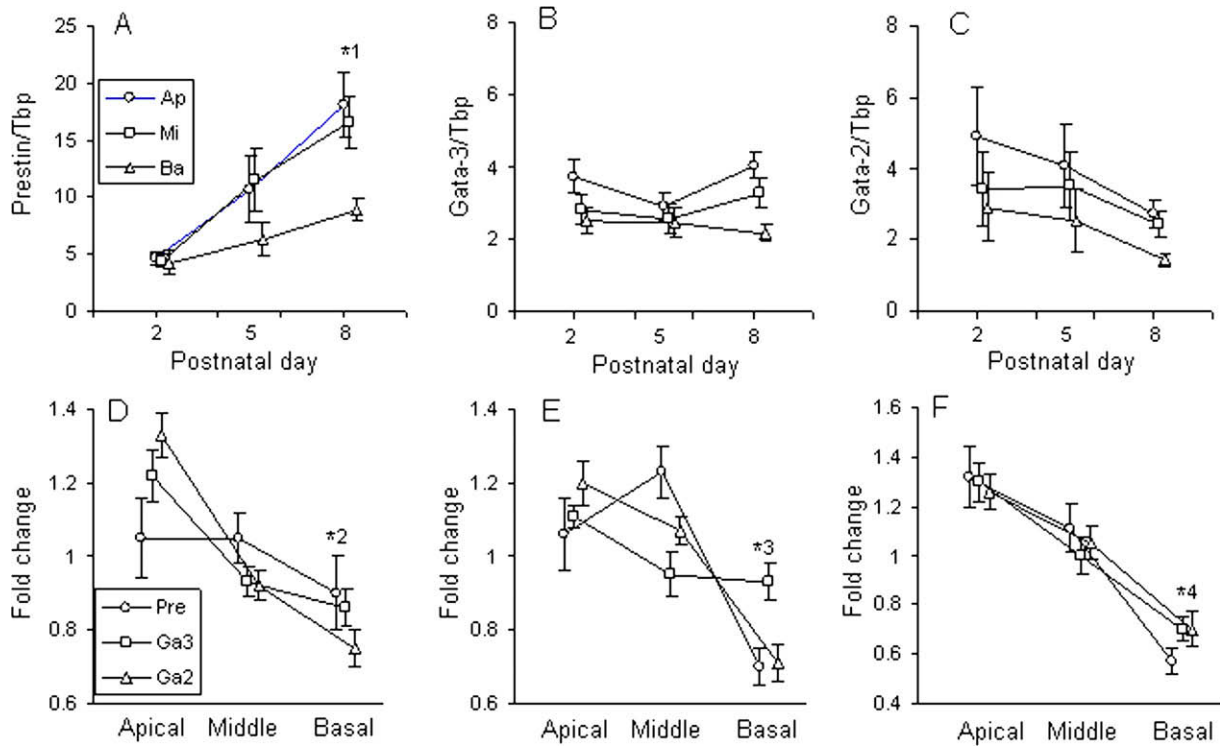 A
Prestin/Tbp
25
20
15
10
5
0
*1
Ap
Mi
Ba
2 5 8
Postnatal day
B
Gata-3/Tbp
8
6
4
2
0
2 5 8
Postnatal day
C
Gata-2/Tbp
8
6
4
2
0
2 5 8
Postnatal day
D
Fold change
1.4
1.2
1
0.8
0.6
*2
Pre
Ga3
Ga2
Apical Middle Basal
E
Fold change
1.4
1.2
1
0.8
0.6
*3
Apical Middle Basal
F
Fold change
1.6
1.4
1.2
1
0.8
0.6
0.4
*4
Apical Middle Basal